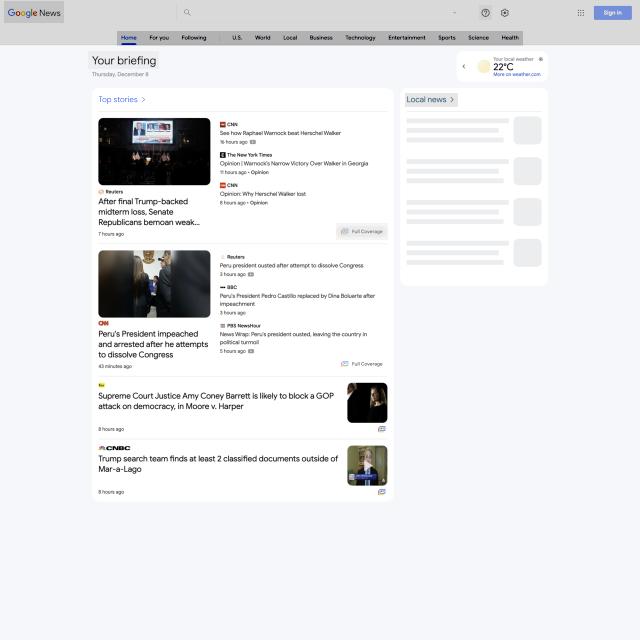 Google News
Sign in
Home
For you
Following
U.S.
World
Local
Business
Technology
Entertainment
Sports
Science
Health
Your briefing
Thursday, December 8
Your local weather
22°C
More on weather.com
Top stories >
Reuters
After final Trump-backed
midterm loss, Senate
Republicans bemoan weak...
7 hours ago
CNN
See how Raphael Warnock beat Herschel Walker
16 hours ago
The New York Times
Opinion | Warnock's Narrow Victory Over Walker in Georgia
11 hours ago • Opinion
CNN
Opinion: Why Herschel Walker lost
8 hours ago • Opinion
Full Coverage
CNN
Peru's President impeached
and arrested after he attempts
to dissolve Congress
43 minutes ago
Reuters
Peru president ousted after attempt to dissolve Congress
3 hours ago
BBC
Peru's President Pedro Castillo replaced by Dina Boluarte after
impeachment
3 hours ago
PBS NewsHour
News Wrap: Peru's president ousted, leaving the country in
political turmoil
5 hours ago
Full Coverage
Supreme Court Justice Amy Coney Barrett is likely to block a GOP
attack on democracy, in Moore v. Harper
8 hours ago
CNBC
Trump search team finds at least 2 classified documents outside of
Mar-a-Lago
8 hours ago
Local news >